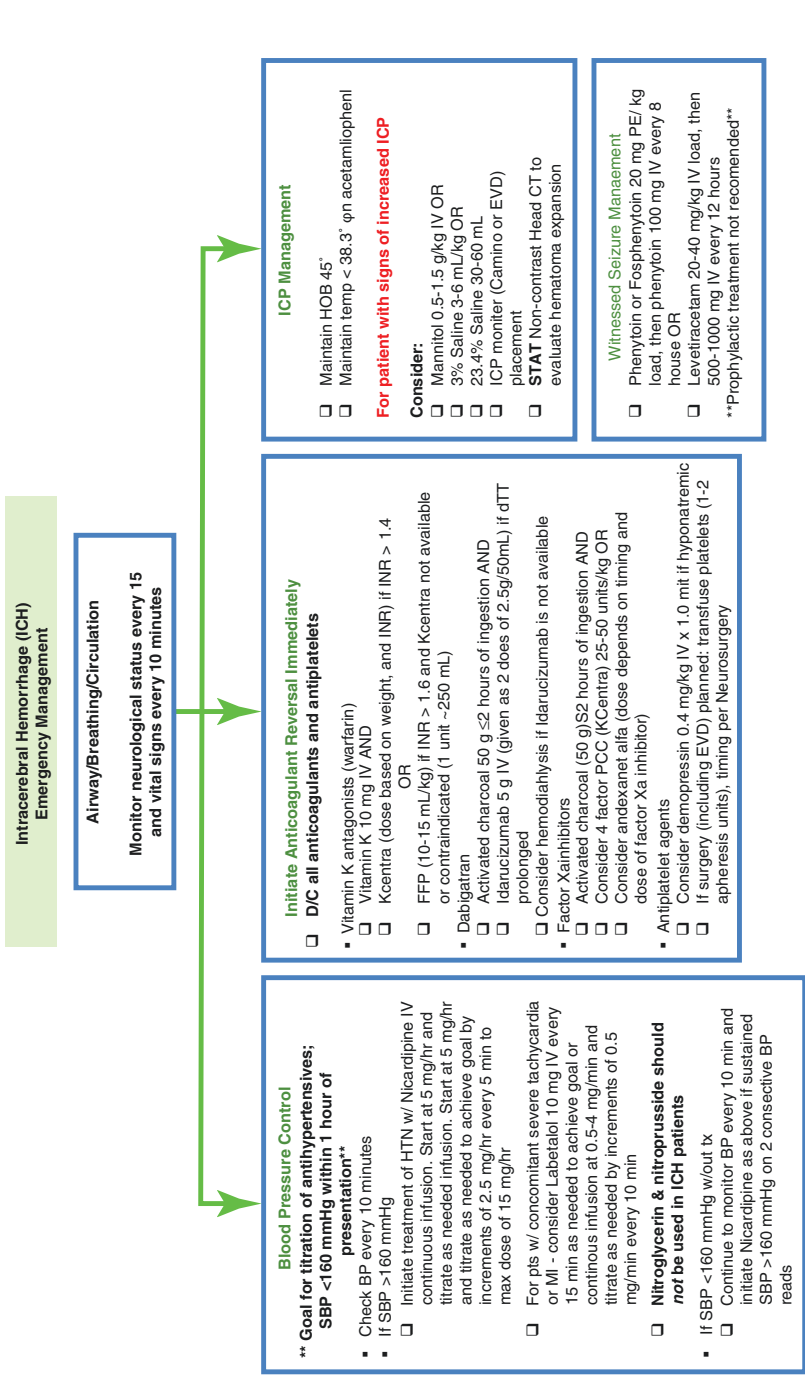 Intracerebral Hemorrhage (ICH)
Emergency Management
Airway/Breathing/Circulation
Monitor neurological status every 15
and vital signs every 10 minutes
Blood Pressure Control
** Goal for titration of antihypertensives;
SBP <160 mmHg within 1 hour of
presentation**
▪ Check BP every 10 minutes
▪ If SBP >160 mmHg
❑ Initiate treatment of HTN w/ Nicardipine IV
continuous infusion. Start at 5 mg/hr and
titrate as needed infusion. Start at 5 mg/hr
and titrate as needed to achieve goal by
increments of 2.5 mg/hr every 5 min to
max dose of 15 mg/hr
❑ For pts w/ concomitant severe tachycardia
or MI - consider Labetalol 10 mg IV every
15 min as needed to achieve goal or
continous infusion at 0.5-4 mg/min and
titrate as needed by increments of 0.5
mg/min every 10 min
❑ Nitroglycerin & nitroprusside should
not be used in ICH patients
▪ If SBP <160 mmHg w/out tx
❑ Continue to monitor BP every 10 min and
initiate Nicardipine as above if sustained
SBP >160 mmHg on 2 consective BP
reads
Initiate Anticoagulant Reversal Immediately
❑ D/C all anticoagulants and antiplatelets
▪ Vitamin K antagonists (warfarin)
❑ Vitamin K 10 mg IV AND
❑ Kcentra (dose based on weight, and INR) if INR > 1.4
OR
❑ FFP (10-15 mL/kg) if INR > 1.6 and Kcentra not available
or contraindicated (1 unit ~250 mL)
▪ Dabigatran
❑ Activated charcoal 50 g ≤2 hours of ingestion AND
❑ Idarucizumab 5 g IV (given as 2 does of 2.5g/50mL) if dTT
prolonged
❑ Consider hemodiahlysis if Idarucizumab is not available
▪ Factor Xainhibitors
❑ Activated charcoal (50 g)S2 hours of ingestion AND
❑ Consider 4 factor PCC (KCentra) 25-50 units/kg OR
❑ Consider andexanet alfa (dose depends on timing and
dose of factor Xa inhibitor)
▪ Antiplatelet agents
❑ Consider demopressin 0.4 mg/kg IV x 1.0 mit if hyponatremic
❑ If surgery (including EVD) planned: transfuse platelets (1-2
apheresis units), timing per Neurosurgery
ICP Management
❑ Maintain HOB 45˚
❑ Maintain temp < 38.3˚ φn acetamliophenl
For patient with signs of increased ICP
Consider:
❑ Mannitol 0.5-1.5 g/kg IV OR
❑ 3% Saline 3-6 mL/kg OR
❑ 23.4% Saline 30-60 mL
❑ ICP moniter (Camino or EVD)
placement
❑ STAT Non-contrast Head CT to
evaluate hematoma expansion
Witnessed Seizure Manaement
❑ Phenytoin or Fosphenytoin 20 mg PE/ kg
load, then phenytoin 100 mg IV every 8
house OR
❑ Levetiracetam 20-40 mg/kg IV load, then
500-1000 mg IV every 12 hours
**Prophylactic treatment not recomended**